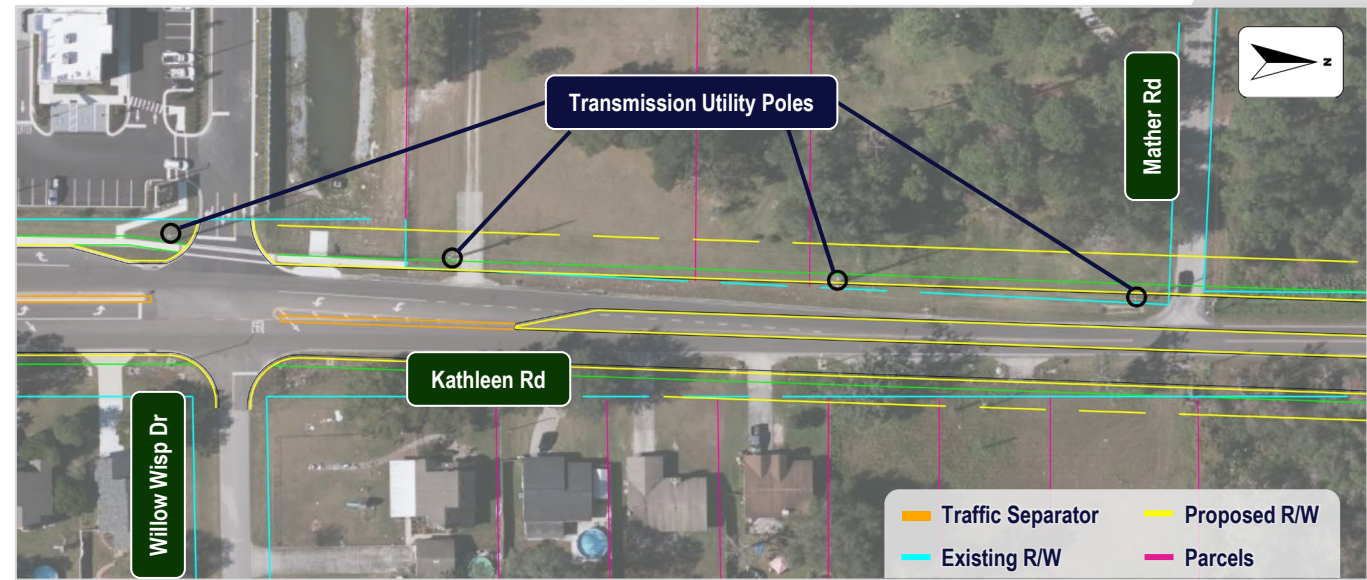 Transmission Utility Poles
Mather Rd
N
Kathleen Rd
Willow Wisp Dr
Traffic Separator
Proposed R/W
Existing R/W
Parcels